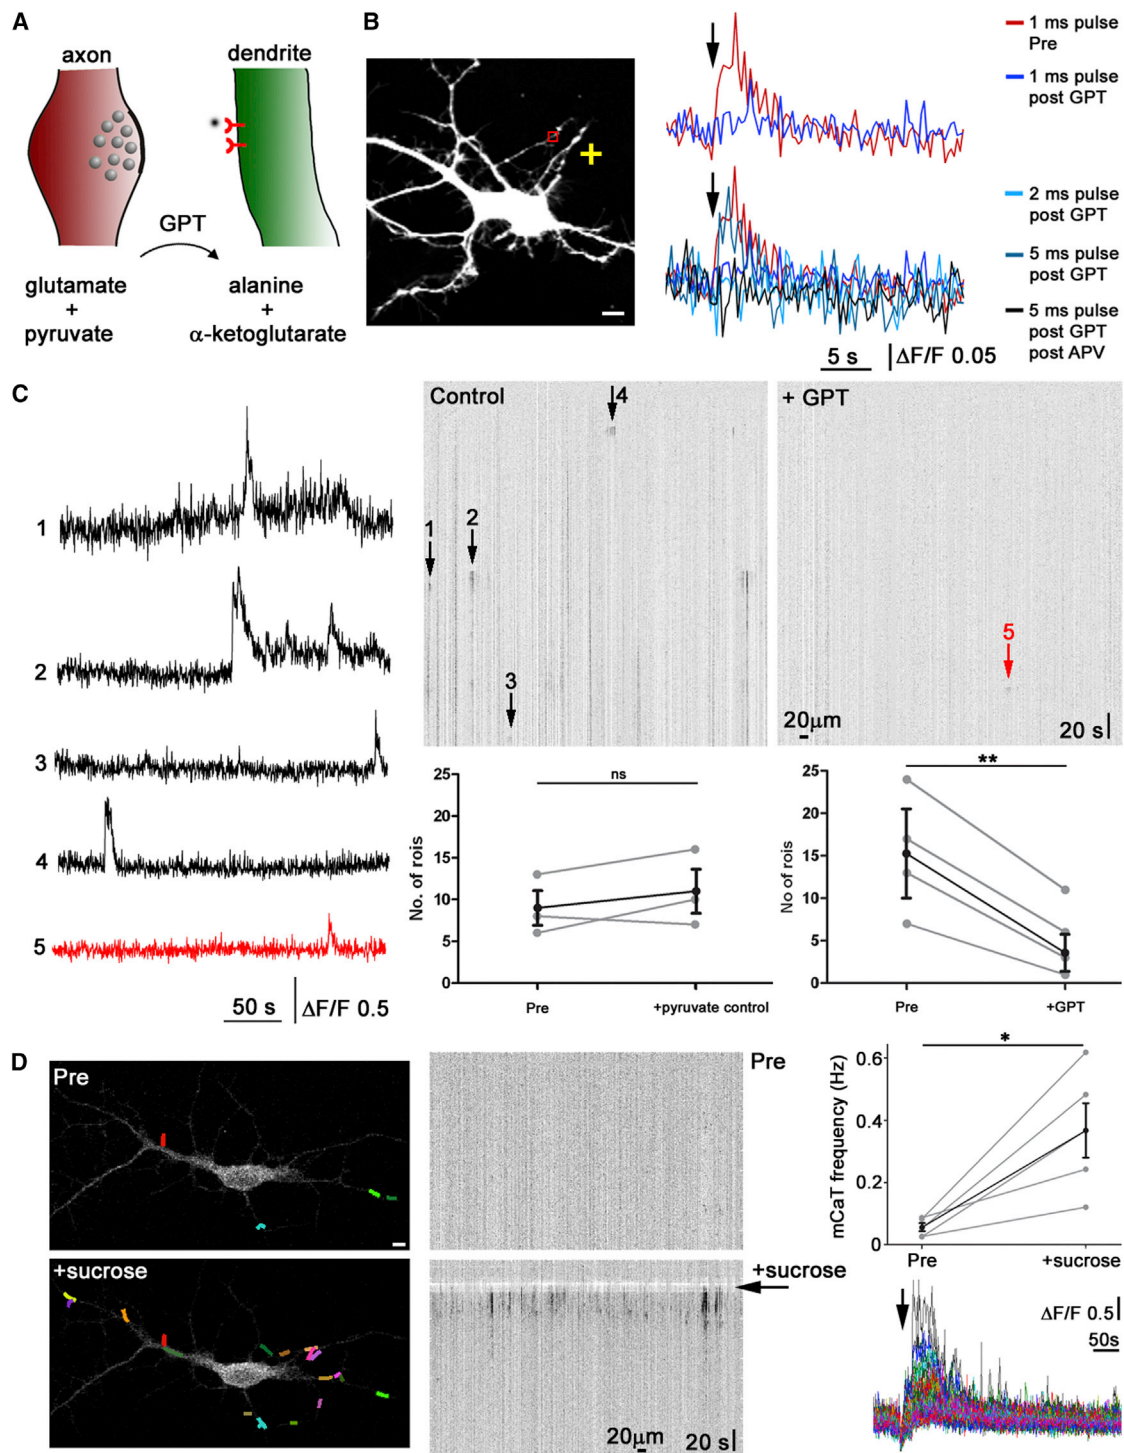 A
axon
dendrite
GPT
glutamate
+
pyruvate
alanine
+
α-ketoglutarate
B
1 ms pulse
Pre
1 ms pulse
post GPT
2 ms pulse
post GPT
5 ms pulse
post GPT
5 ms pulse
post GPT
post APV
5 s
ΔF/F 0.05
C
1
2
3
4
5
50 s
ΔF/F 0.5
Control
4
1
2
3
+ GPT
5
20μm
20 s
25
20
15
10
5
0
No. of rois
ns
Pre
+pyruvate control
25
20
15
10
5
0
No of rois
**
Pre
+GPT
D
Pre
+sucrose
Pre
+sucrose
20μm
20 s
0.6
0.4
0.2
0
mCaT frequency (Hz)
*
Pre
+sucrose
ΔF/F 0.5
50s